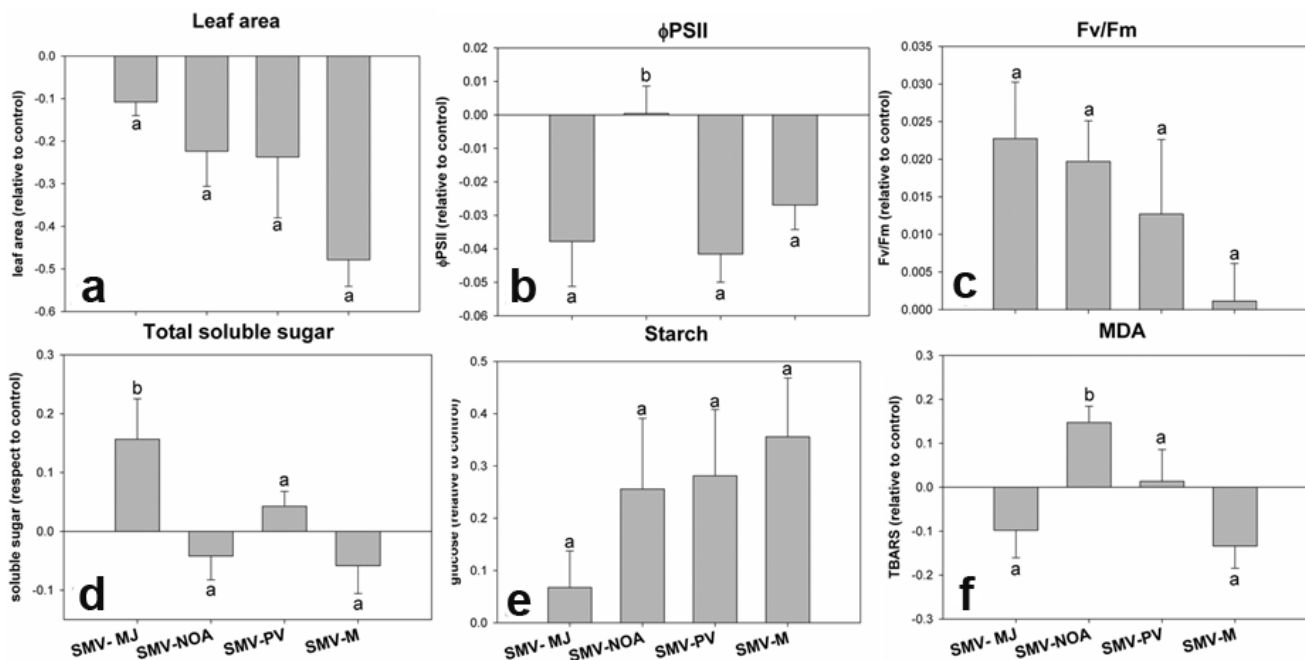 Leaf area
leaf area (relative to control)
0.0
-0.1
-0.2
-0.3
-0.4
-0.5
-0.6
a
a
a
a
a
ϕPSII
ϕPSII (relative to control)
0.02
0.01
0.00
-0.01
-0.02
-0.03
-0.04
-0.05
-0.06
a
b
a
a
b
Fv/Fm
Fv/Fm (relative to control)
0.035
0.030
0.025
0.020
0.015
0.010
0.005
0.000
a
a
a
a
c
Total soluble sugar
soluble sugar (respect to control)
0.3
0.2
0.1
0.0
-0.1
b
a
a
a
d
SMV- MJ
SMV-NOA
SMV-PV
SMV-M
Starch
glucose (relative to control)
0.5
0.4
0.3
0.2
0.1
0.0
a
a
a
a
e
SMV- MJ
SMV-NOA
SMV-PV
SMV-M
MDA
TBARS (relative to control)
0.3
0.2
0.1
0.0
-0.1
-0.2
-0.3
a
b
a
a
f
SMV- MJ
SMV-NOA
SMV-PV
SMV-M